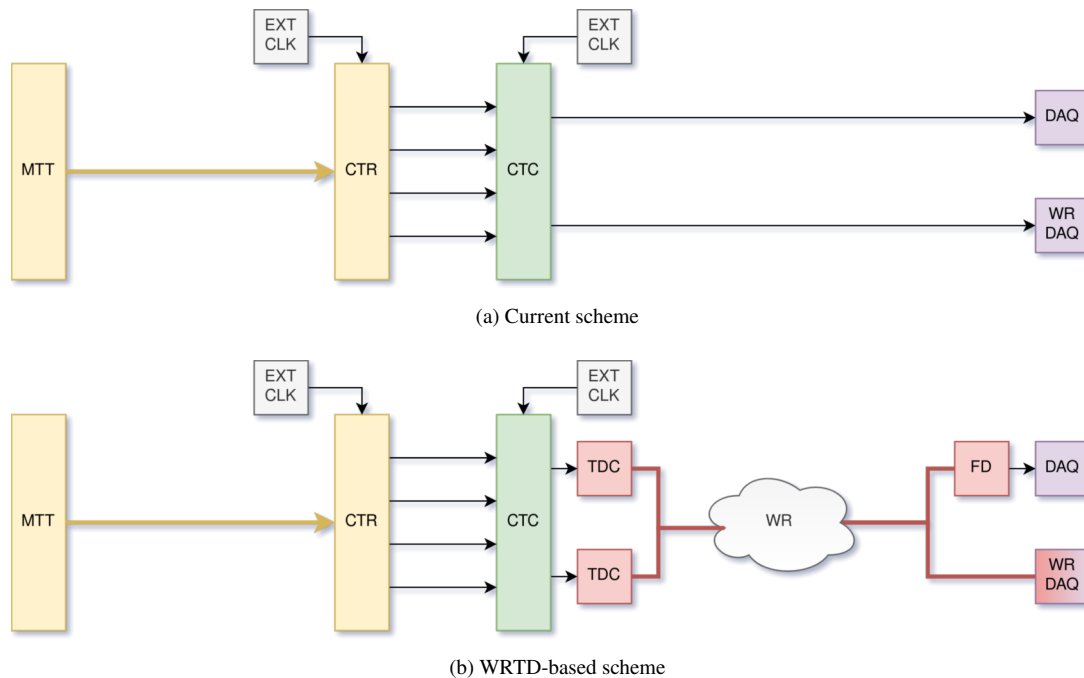 EXT
CLK
EXT
CLK
MTT
CTR
CTC
DAQ
WR
DAQ
(a) Current scheme
EXT
CLK
EXT
CLK
MTT
CTR
CTC
TDC
TDC
WR
FD
DAQ
WR
DAQ
(b) WRTD-based scheme